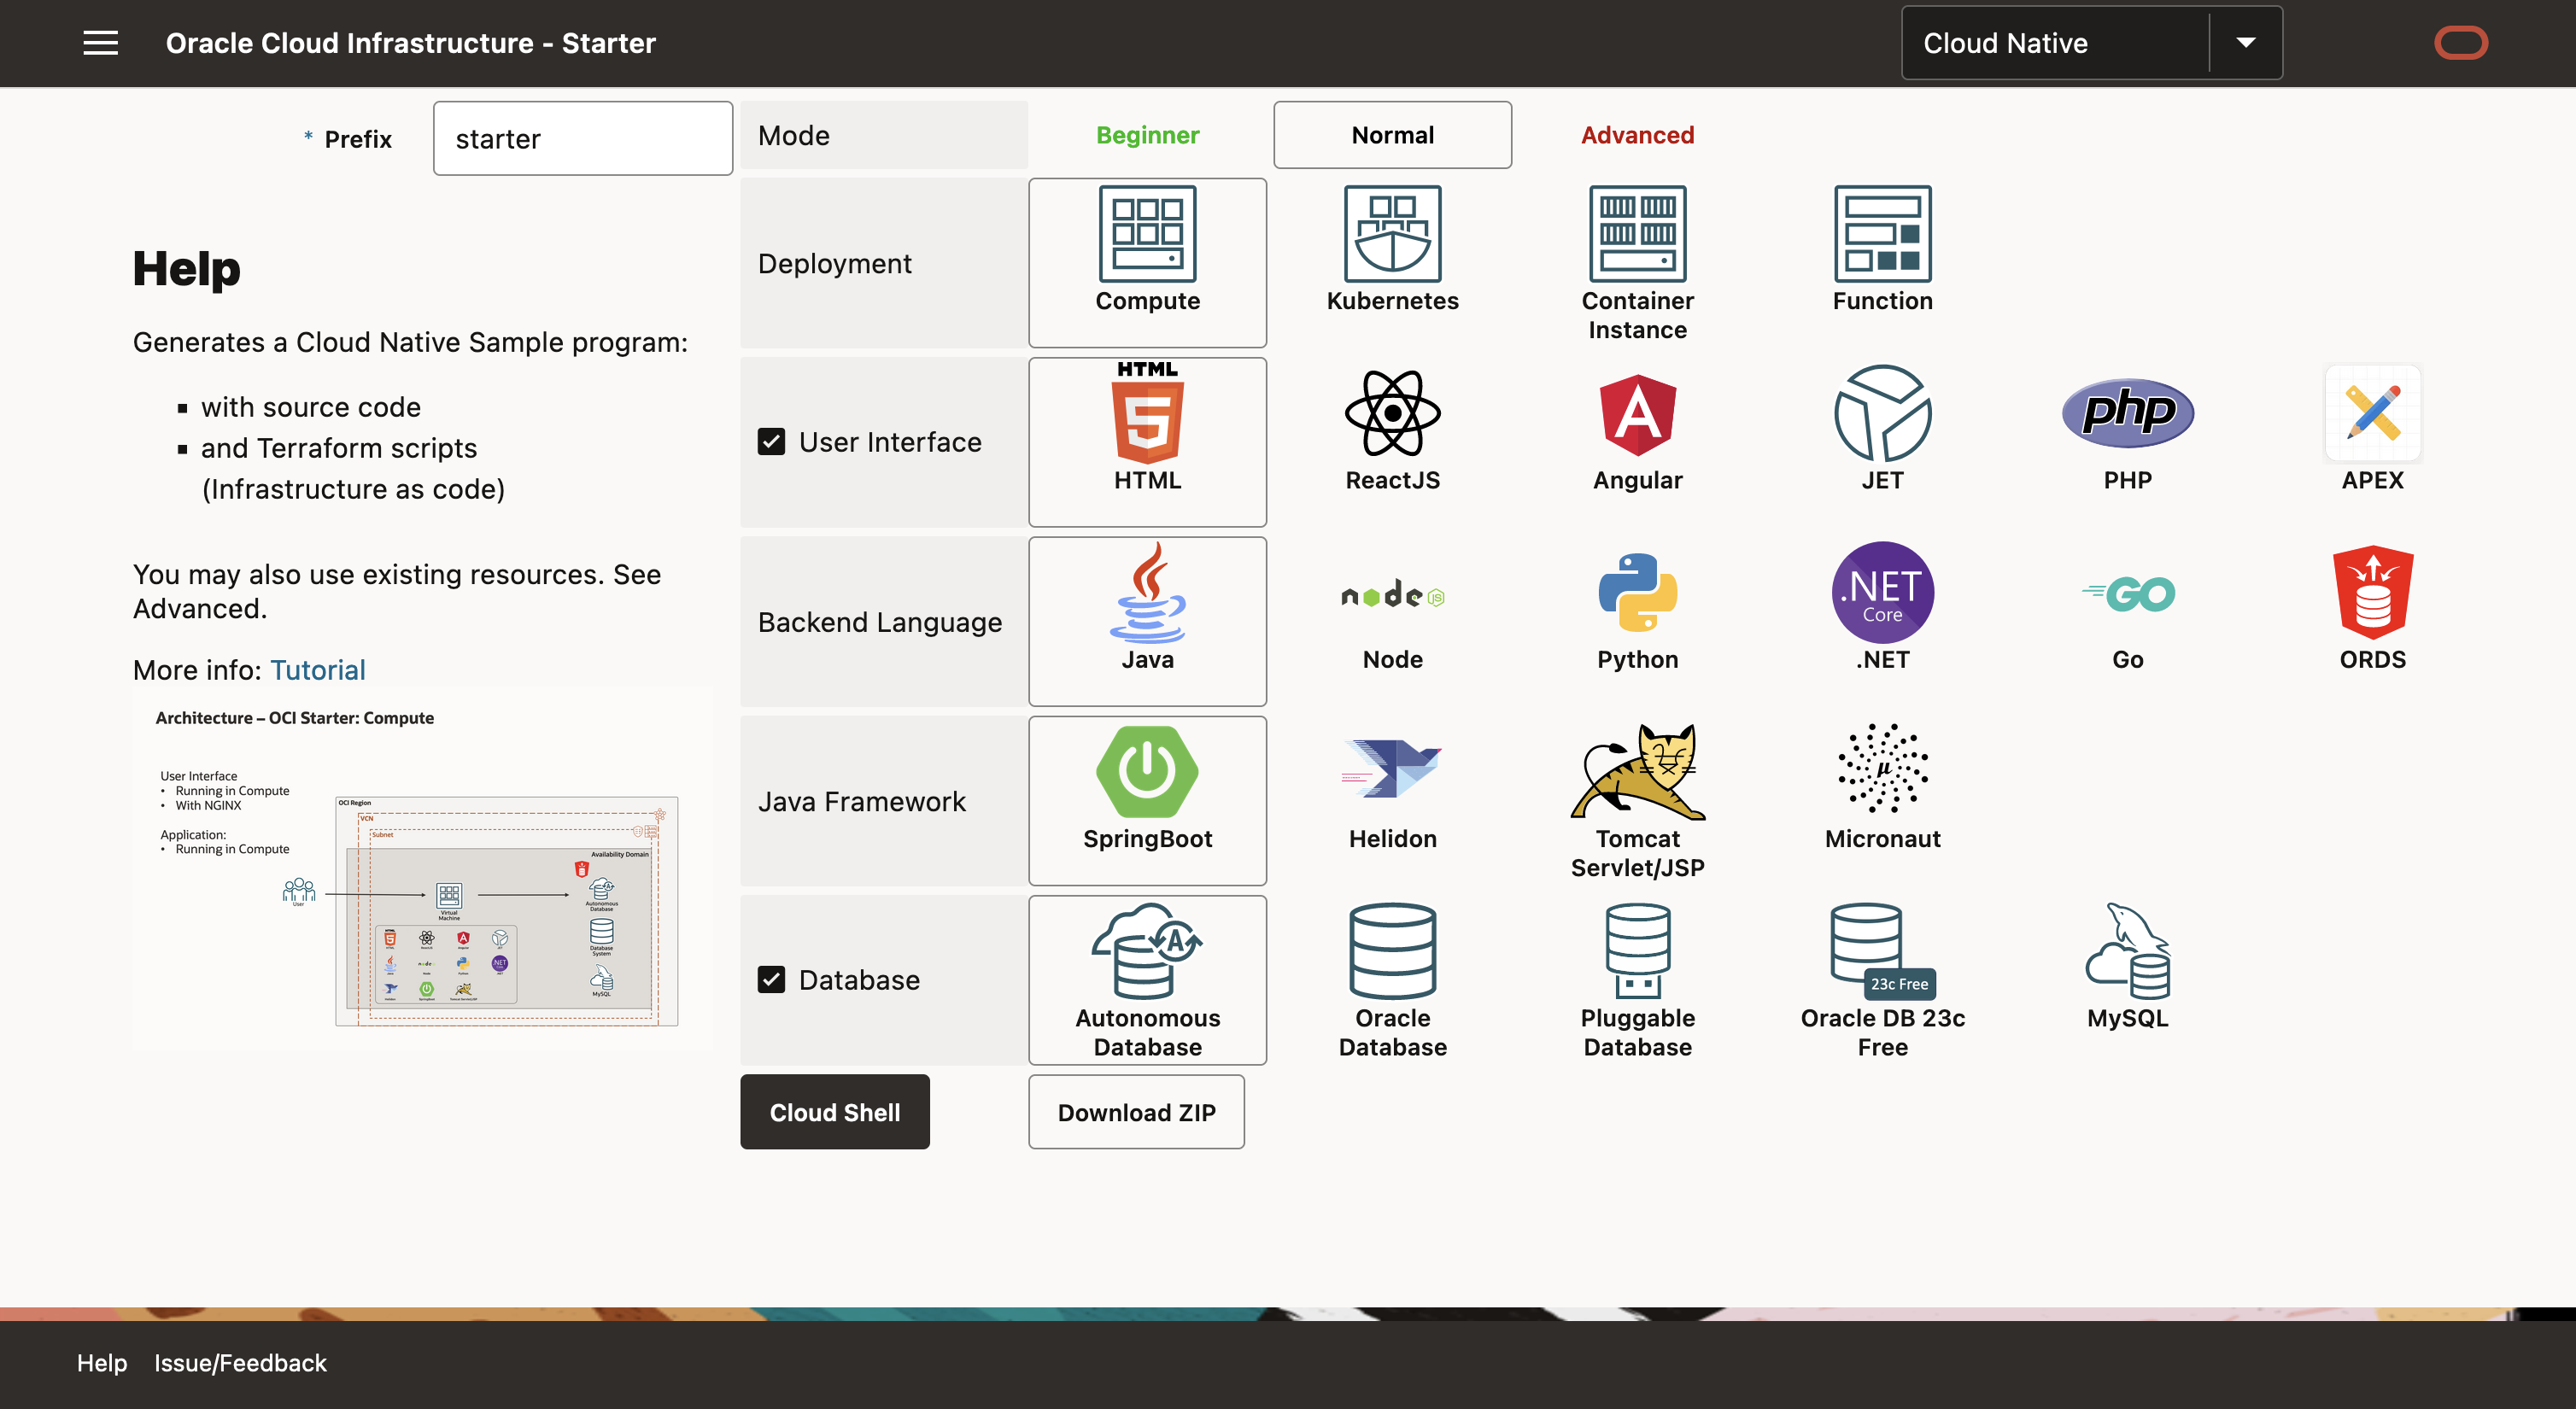 Oracle Cloud Infrastructure - Starter
Cloud Native
* Prefix
starter
Mode
Beginner
Normal
Advanced
Help
Generates a Cloud Native Sample program:
with source code
and Terraform scripts
(Infrastructure as code)
You may also use existing resources. See
Advanced.
More info: Tutorial
Architecture – OCI Starter: Compute
User Interface
• Running in Compute
• With NGINX
Application:
• Running in Compute
OCI Region
VCN
Subnet
Availability Domain
User
Virtual
Machine
Autonomous
Database
Database
System
MySQL
Deployment
Compute
Kubernetes
Container
Instance
Function
User Interface
HTML
HTML
ReactJS
Angular
JET
php
PHP
APEX
Backend Language
Java
node JS
Node
Python
.NET
Core
.NET
GO
Go
ORDS
Java Framework
SpringBoot
Helidon
Tomcat
Servlet/JSP
μ
Micronaut
Database
A
Autonomous
Database
Oracle
Database
Pluggable
Database
23c Free
Oracle DB 23c
Free
MySQL
Cloud Shell
Download ZIP
Help
Issue/Feedback